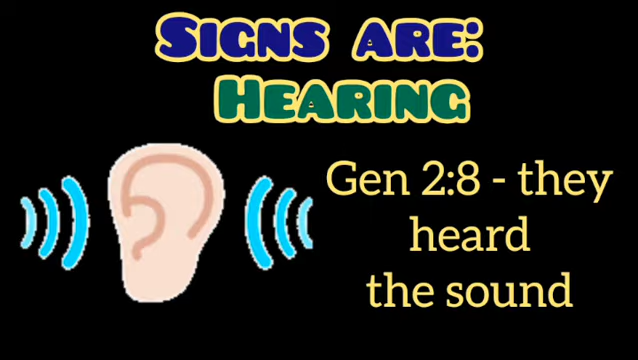 Signs are:
Hearing
Gen 2:8 - they
heard
the sound